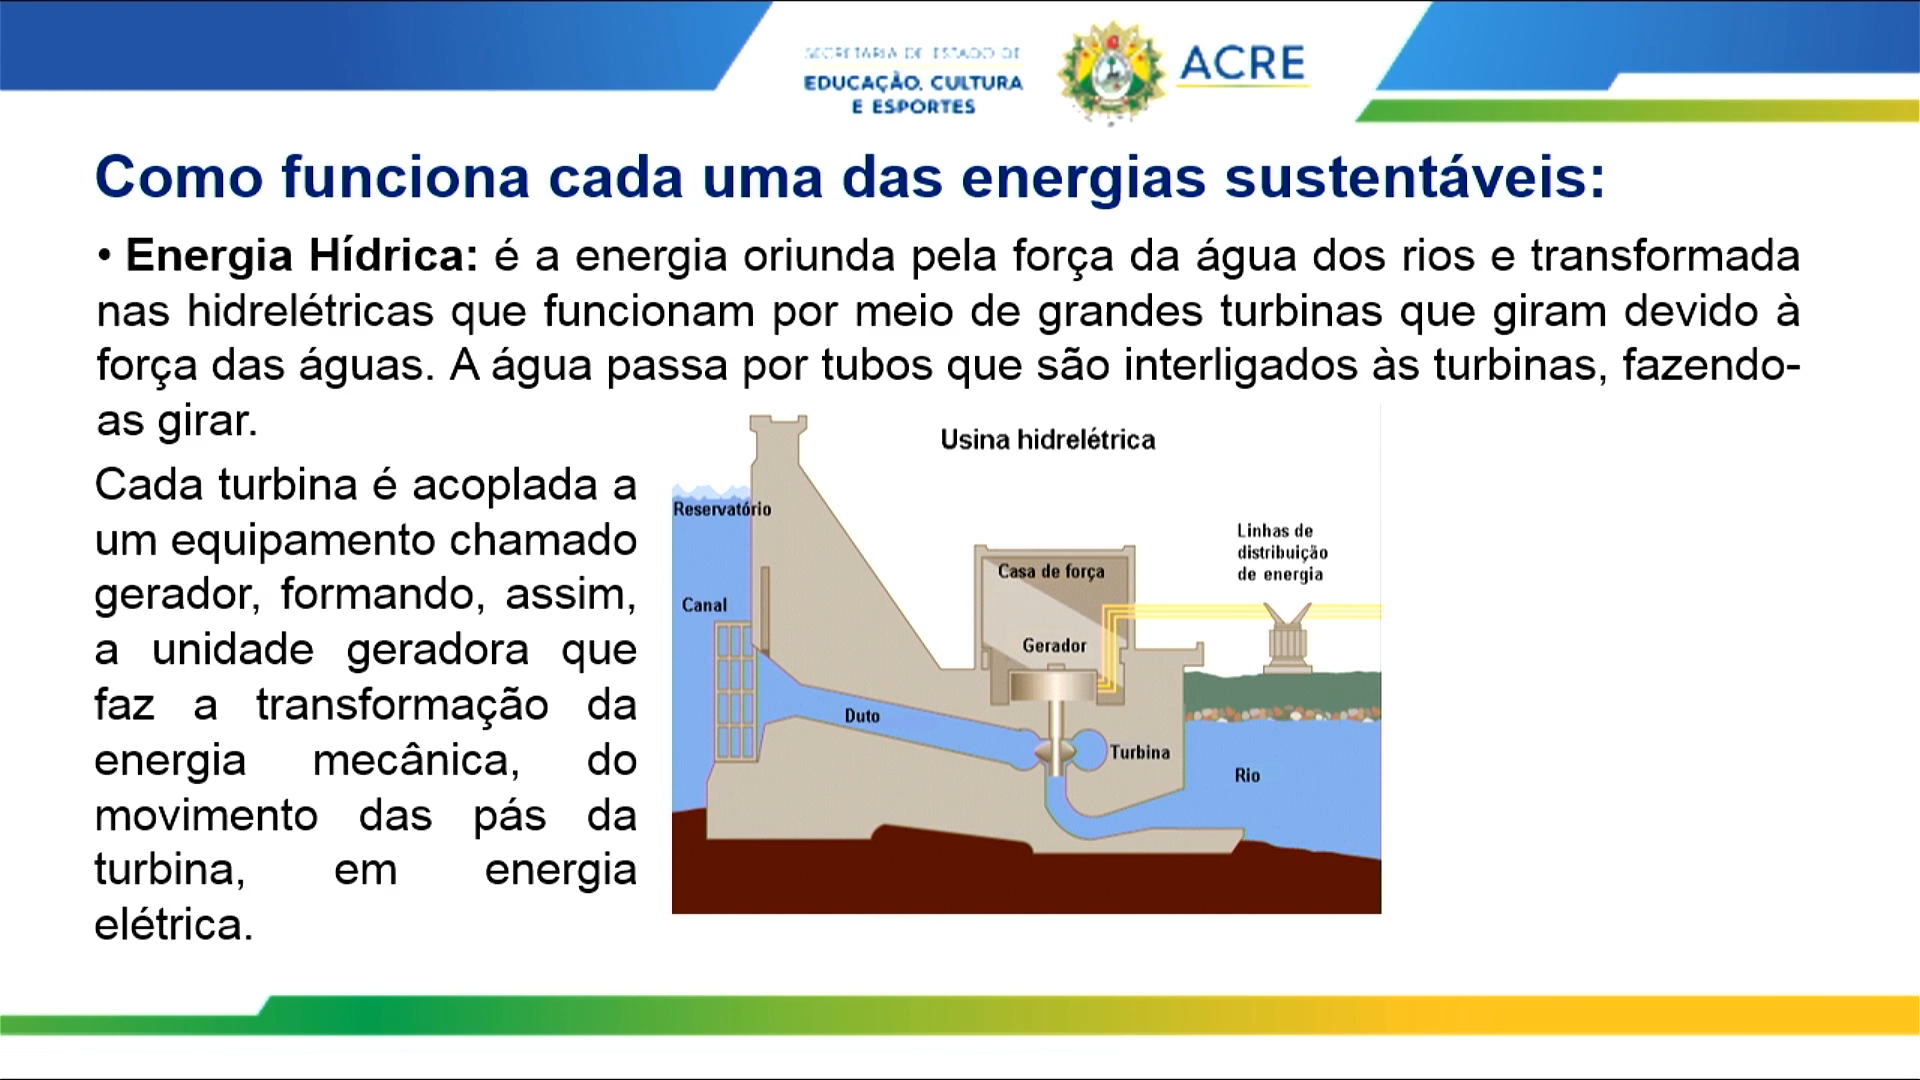 SECRETARIA DE ESTADO DE
EDUCAÇÃO, CULTURA
E ESPORTES
ACRE
Como funciona cada uma das energias sustentáveis:
• Energia Hídrica: é a energia oriunda pela força da água dos rios e transformada
nas hidrelétricas que funcionam por meio de grandes turbinas que giram devido à
força das águas. A água passa por tubos que são interligados às turbinas, fazendo-
as girar.
Cada turbina é acoplada a
um equipamento chamado
gerador, formando, assim,
a unidade geradora que
faz a transformação da
energia mecânica, do
movimento das pás da
turbina, em energia
elétrica.
Usina hidrelétrica
Reservatório
Linhas de
distribuição
de energia
Casa de força
Canal
Gerador
Duto
Turbina
Rio